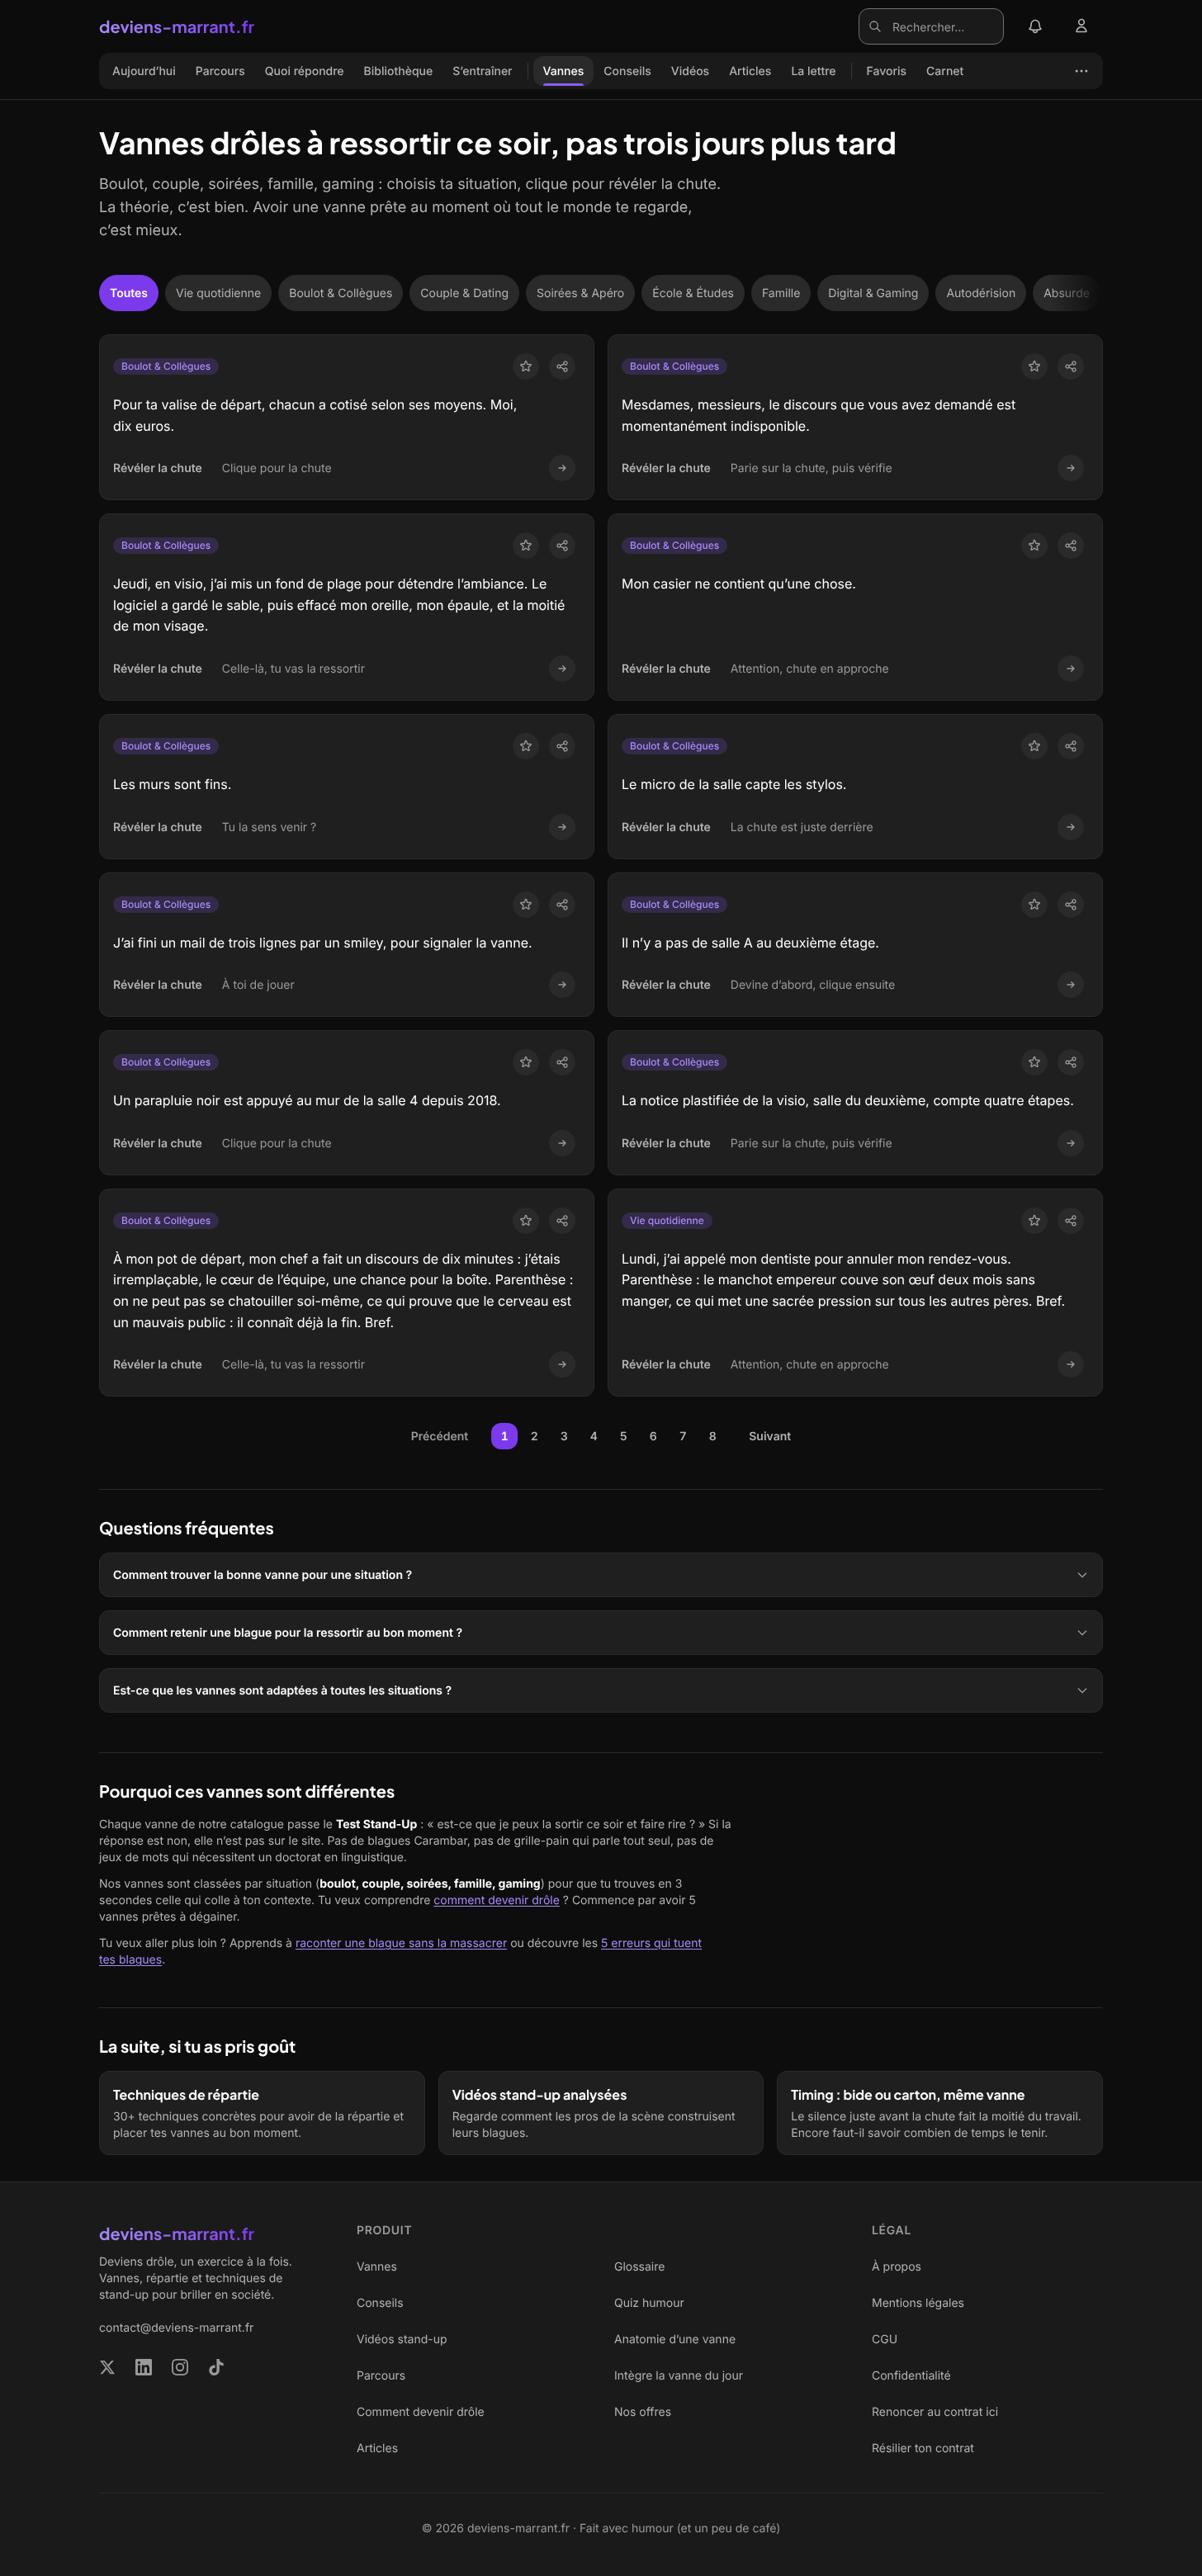 deviens-marrant.fr
Rechercher...
Aujourd’hui Parcours Quoi répondre Bibliothèque S’entraîner Vannes Conseils Vidéos Articles La lettre Favoris Carnet
Vannes drôles à ressortir ce soir, pas trois jours plus tard
Boulot, couple, soirées, famille, gaming : choisis ta situation, clique pour révéler la chute.
La théorie, c’est bien. Avoir une vanne prête au moment où tout le monde te regarde,
c’est mieux.
Toutes Vie quotidienne Boulot & Collègues Couple & Dating Soirées & Apéro École & Études Famille Digital & Gaming Autodérision Absurde
Boulot & Collègues
Pour ta valise de départ, chacun a cotisé selon ses moyens. Moi,
dix euros.
Révéler la chute Clique pour la chute
Boulot & Collègues
Mesdames, messieurs, le discours que vous avez demandé est
momentanément indisponible.
Révéler la chute Parie sur la chute, puis vérifie
Boulot & Collègues
Jeudi, en visio, j’ai mis un fond de plage pour détendre l’ambiance. Le
logiciel a gardé le sable, puis effacé mon oreille, mon épaule, et la moitié
de mon visage.
Révéler la chute Celle-là, tu vas la ressortir
Boulot & Collègues
Mon casier ne contient qu’une chose.
Révéler la chute Attention, chute en approche
Boulot & Collègues
Les murs sont fins.
Révéler la chute Tu la sens venir ?
Boulot & Collègues
Le micro de la salle capte les stylos.
Révéler la chute La chute est juste derrière
Boulot & Collègues
J’ai fini un mail de trois lignes par un smiley, pour signaler la vanne.
Révéler la chute À toi de jouer
Boulot & Collègues
Il n’y a pas de salle A au deuxième étage.
Révéler la chute Devine d’abord, clique ensuite
Boulot & Collègues
Un parapluie noir est appuyé au mur de la salle 4 depuis 2018.
Révéler la chute Clique pour la chute
Boulot & Collègues
La notice plastifiée de la visio, salle du deuxième, compte quatre étapes.
Révéler la chute Parie sur la chute, puis vérifie
Boulot & Collègues
À mon pot de départ, mon chef a fait un discours de dix minutes : j’étais
irremplaçable, le cœur de l’équipe, une chance pour la boîte. Parenthèse :
on ne peut pas se chatouiller soi-même, ce qui prouve que le cerveau est
un mauvais public : il connaît déjà la fin. Bref.
Révéler la chute Celle-là, tu vas la ressortir
Vie quotidienne
Lundi, j’ai appelé mon dentiste pour annuler mon rendez-vous.
Parenthèse : le manchot empereur couve son œuf deux mois sans
manger, ce qui met une sacrée pression sur tous les autres pères. Bref.
Révéler la chute Attention, chute en approche
Précédent 1 2 3 4 5 6 7 8 Suivant
Questions fréquentes
Comment trouver la bonne vanne pour une situation ?
Comment retenir une blague pour la ressortir au bon moment ?
Est-ce que les vannes sont adaptées à toutes les situations ?
Pourquoi ces vannes sont différentes
Chaque vanne de notre catalogue passe le Test Stand-Up : « est-ce que je peux la sortir ce soir et faire rire ? » Si la
réponse est non, elle n’est pas sur le site. Pas de blagues Carambar, pas de grille-pain qui parle tout seul, pas de
jeux de mots qui nécessitent un doctorat en linguistique.
Nos vannes sont classées par situation (boulot, couple, soirées, famille, gaming) pour que tu trouves en 3
secondes celle qui colle à ton contexte. Tu veux comprendre comment devenir drôle ? Commence par avoir 5
vannes prêtes à dégainer.
Tu veux aller plus loin ? Apprends à raconter une blague sans la massacrer ou découvre les 5 erreurs qui tuent
tes blagues.
La suite, si tu as pris goût
Techniques de répartie
30+ techniques concrètes pour avoir de la répartie et
placer tes vannes au bon moment.
Vidéos stand-up analysées
Regarde comment les pros de la scène construisent
leurs blagues.
Timing : bide ou carton, même vanne
Le silence juste avant la chute fait la moitié du travail.
Encore faut-il savoir combien de temps le tenir.
deviens-marrant.fr
Deviens drôle, un exercice à la fois.
Vannes, répartie et techniques de
stand-up pour briller en société.
contact@deviens-marrant.fr
PRODUIT
Vannes
Conseils
Vidéos stand-up
Parcours
Comment devenir drôle
Articles
Glossaire
Quiz humour
Anatomie d’une vanne
Intègre la vanne du jour
Nos offres
LÉGAL
À propos
Mentions légales
CGU
Confidentialité
Renoncer au contrat ici
Résilier ton contrat
© 2026 deviens-marrant.fr · Fait avec humour (et un peu de café)